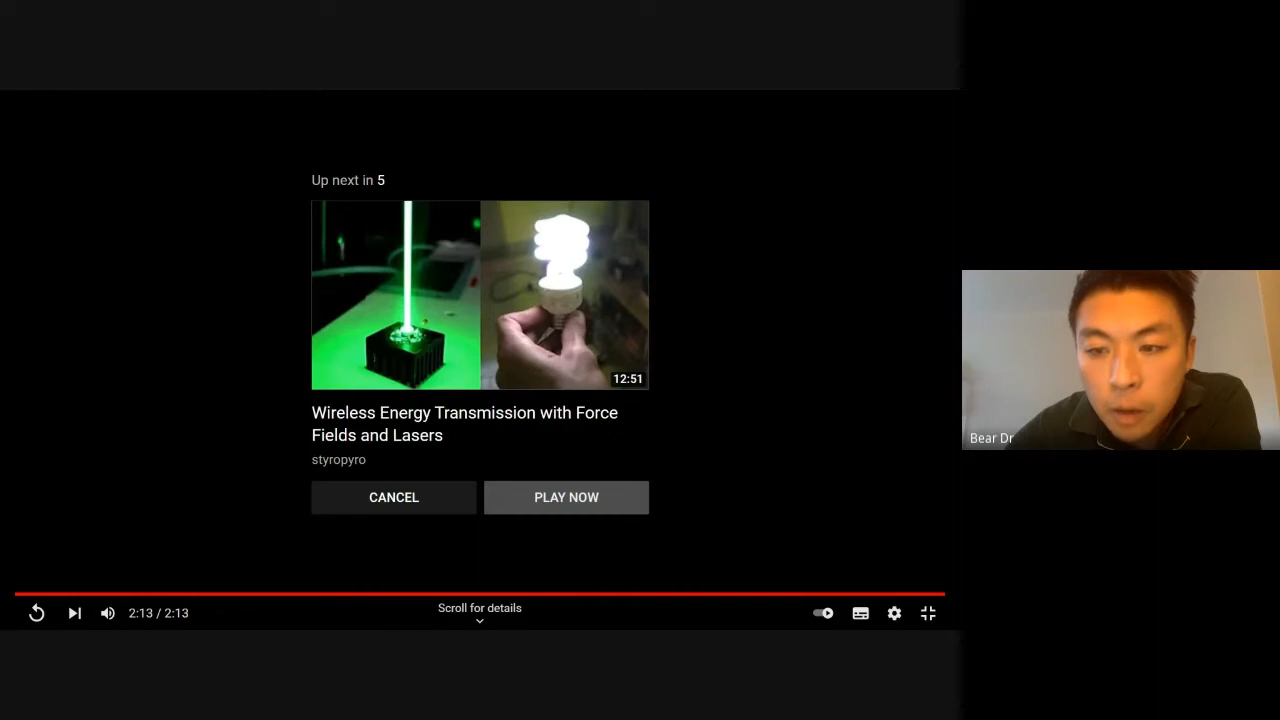 Up next in 5
12:51
Wireless Energy Transmission with Force
Fields and Lasers
styropyro
CANCEL
PLAY NOW
2:13 / 2:13
Scroll for details
Bear Dr